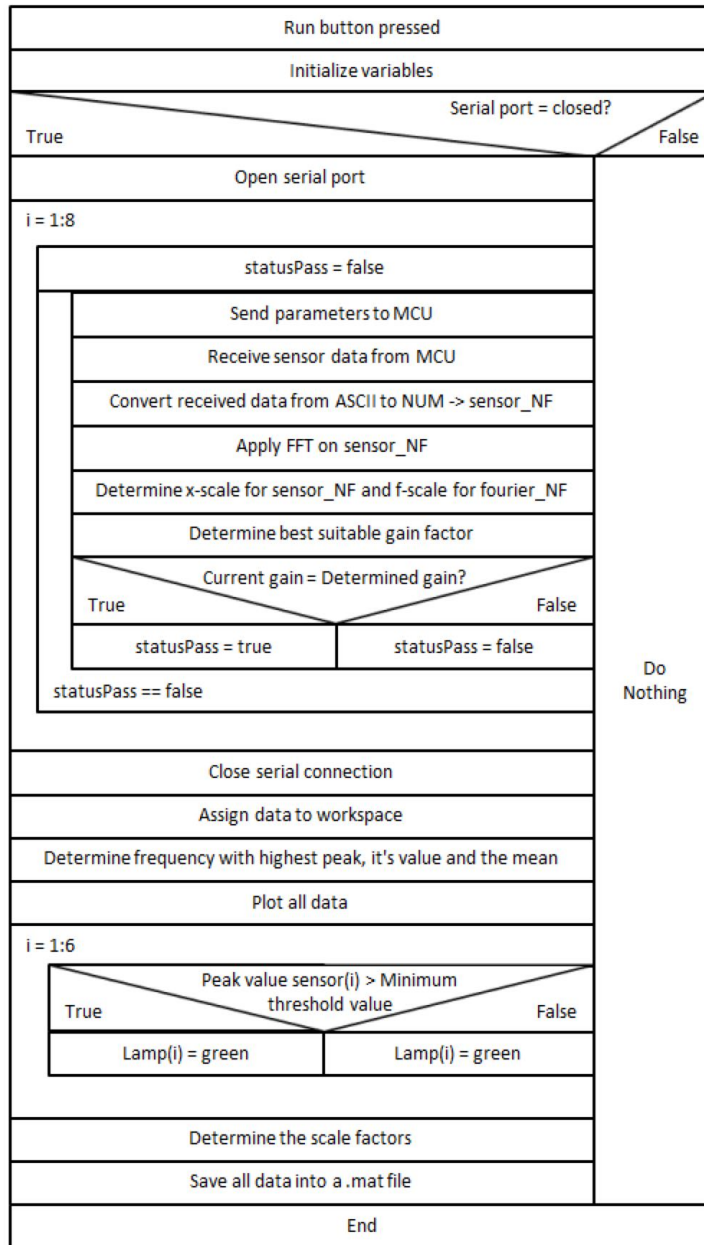 Run button pressed
Initialize variables
Serial port = closed?
True
False
Open serial port
i = 1:8
statusPass = false
Send parameters to MCU
Receive sensor data from MCU
Convert received data from ASCII to NUM -> sensor_NF
Apply FFT on sensor_NF
Determine x-scale for sensor_NF and f-scale for fourier_NF
Determine best suitable gain factor
Current gain = Determined gain?
True
False
statusPass = true
statusPass = false
statusPass == false
Do
Nothing
Close serial connection
Assign data to workspace
Determine frequency with highest peak, it's value and the mean
Plot all data
i = 1:6
Peak value sensor(i) > Minimum
threshold value
True
False
Lamp(i) = green
Lamp(i) = green
Determine the scale factors
Save all data into a .mat file
End